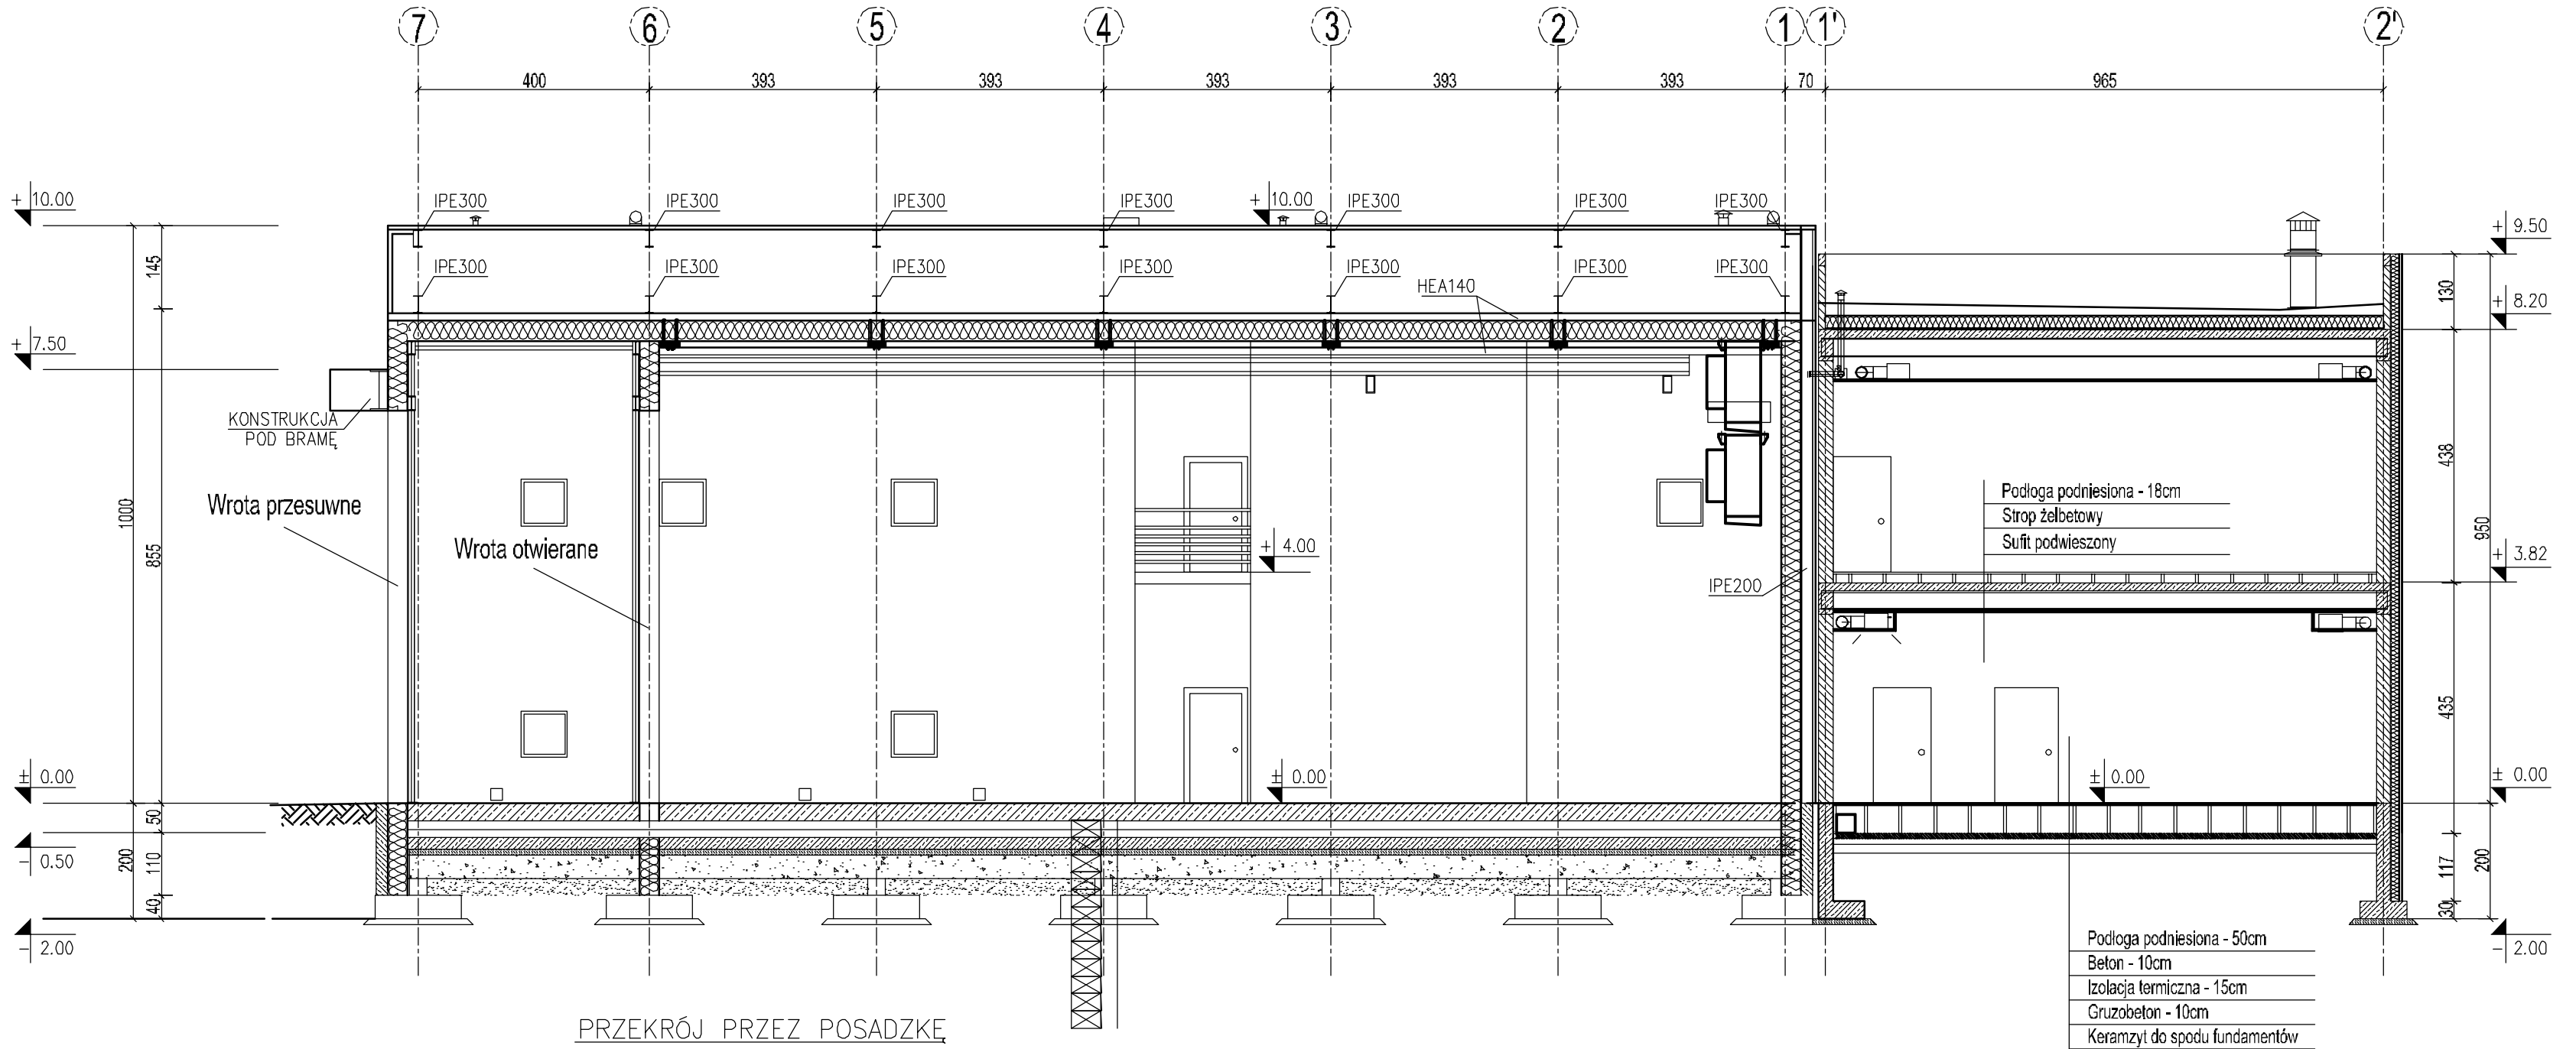 7 6 5 4 3 2 1 1' 2'
400 393 393 393 393 393 70 965
+ 10.00 IPE300 IPE300 IPE300 IPE300 + 10.00 IPE300 IPE300 IPE300
+ 9.50
145 IPE300 IPE300 IPE300 IPE300 IPE300 IPE300 IPE300
HEA140 130
+ 8.20
+ 7.50
KONSTRUKCJA
POD BRAMĘ
438
Podłoga podniesiona - 18cm
Strop żelbetowy
Sufit podwieszony
Wrota przesuwne
1000
855
Wrota otwierane
+ 4.00
950
+ 3.82
IPE200
435
± 0.00 ± 0.00 ± 0.00 ± 0.00
50
- 0.50
200 110 117 200
40 30
- 2.00 - 2.00
Podłoga podniesiona - 50cm
Beton - 10cm
Izolacja termiczna - 15cm
Gruzobeton - 10cm
Keramzyt do spodu fundamentów
PRZEKRÓJ PRZEZ POSADZKĘ